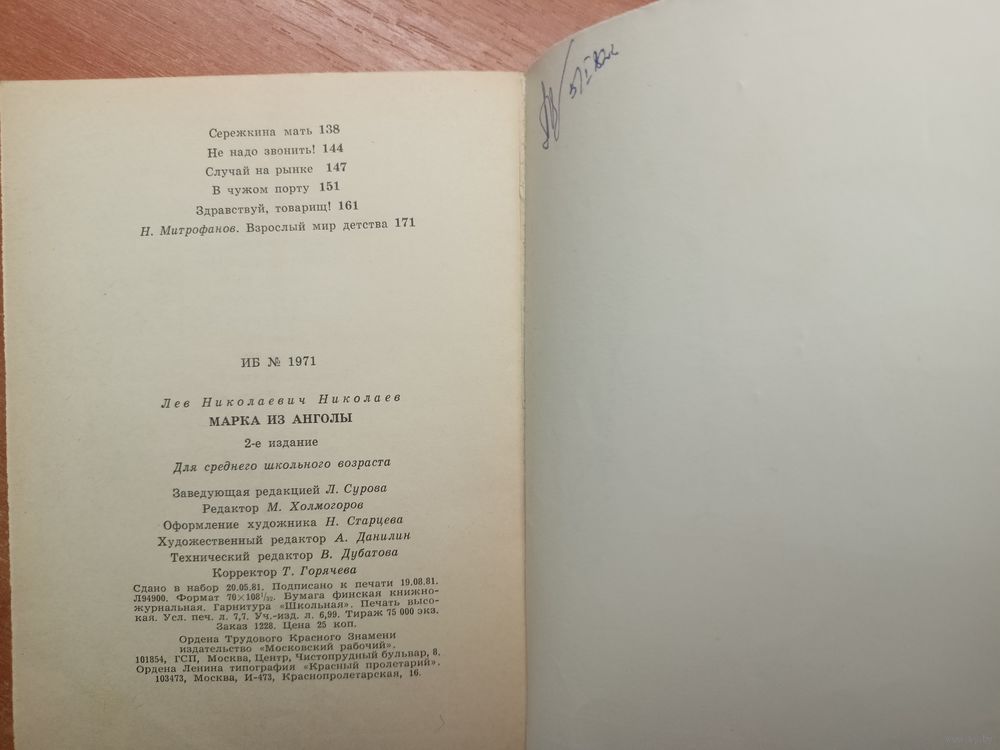 Сережкина мать 138
Не надо звонить! 144
Случай на рынке 147
В чужом порту 151
Здравствуй, товарищ! 161
Н. Митрофанов. Взрослый мир детства 171
ИБ № 1971
Лев Николаевич Николаев
МАРКА ИЗ АНГОЛЫ
2-е издание
Для среднего школьного возраста
Заведующая редакцией Л. Сурова
Редактор М. Холмогоров
Оформление художника Н. Старцева
Художественный редактор А. Данилин
Технический редактор В. Дубатова
Корректор Т. Горячева
Сдано в набор 20.05.81. Подписано к печати 19.08.81.
Л94900. Формат 70×108¹/₃₂. Бумага финская книжно-
журнальная. Гарнитура «Школьная». Печать высо-
кая. Усл. печ. л. 7,7. Уч.-изд. л. 6,99. Тираж 75 000 экз.
Заказ 1228. Цена 25 коп.
Ордена Трудового Красного Знамени
издательство «Московский рабочий».
101854, ГСП, Москва, Центр, Чистопрудный бульвар, 8.
Ордена Ленина типография «Красный пролетарий».
103473, Москва, И-473, Краснопролетарская, 16.